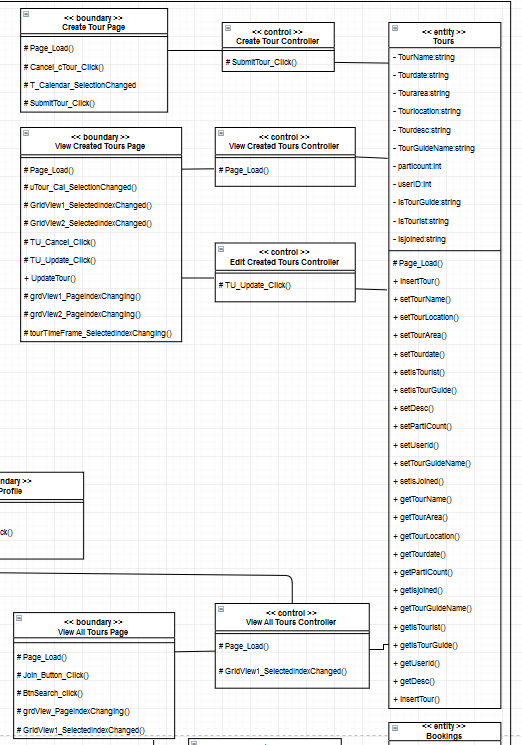 << boundary >>
Create Tour Page
# Page_Load()
# Cancel_cTour_Click()
# T_Calendar_SelectionChanged
# SubmitTour_Click()
<< control >>
Create Tour Controller
# SubmitTour_Click()
<< entity >>
Tours
- TourName:string
- Tourdate:string
- Tourarea:string
- Tourlocation:string
- Tourdesc:string
- TourGuideName:string
- particount:int
- userID:int
- isTourGuide:string
- isTourist:string
- isjoined:string
# Page_Load()
+ InsertTour()
+ setTourName()
+ setTourLocation()
+ setTourArea()
+ setTourdate()
+ setisTourist()
+ setisTourGuide()
+ setDesc()
+ setPartiCount()
+ setUserid()
+ setTourGuideName()
+ setisJoined()
+ getTourName()
+ getTourArea()
+ getTourLocation()
+ getTourdate()
+ getPartiCount()
+ getisjoined()
+ getTourGuideName()
+ getisTourist()
+ getisTourGuide()
+ getUserid()
+ getDesc()
+ InsertTour()
<< boundary >>
View Created Tours Page
# Page_Load()
# uTour_Cal_SelectionChanged()
# GridView1_SelectedIndexChanged()
# GridView2_SelectedIndexChanged()
# TU_Cancel_Click()
# TU_Update_Click()
+ UpdateTour()
# grdView1_PageIndexChanging()
# grdView2_PageIndexChanging()
# tourTimeFrame_SelectedIndexChanging()
<< control >>
View Created Tours Controller
# Page_Load()
<< control >>
Edit Created Tours Controller
# TU_Update_Click()
ndary >>
Profile
ck()
<< boundary >>
View All Tours Page
# Page_Load()
# Join_Button_Click()
# BtnSearch_click()
# grdView_PageIndexChanging()
# GridView1_SelectedIndexChanged()
<< control >>
View All Tours Controller
# Page_Load()
# GridView1_SelectedIndexChanged()
<< entity >>
Bookings